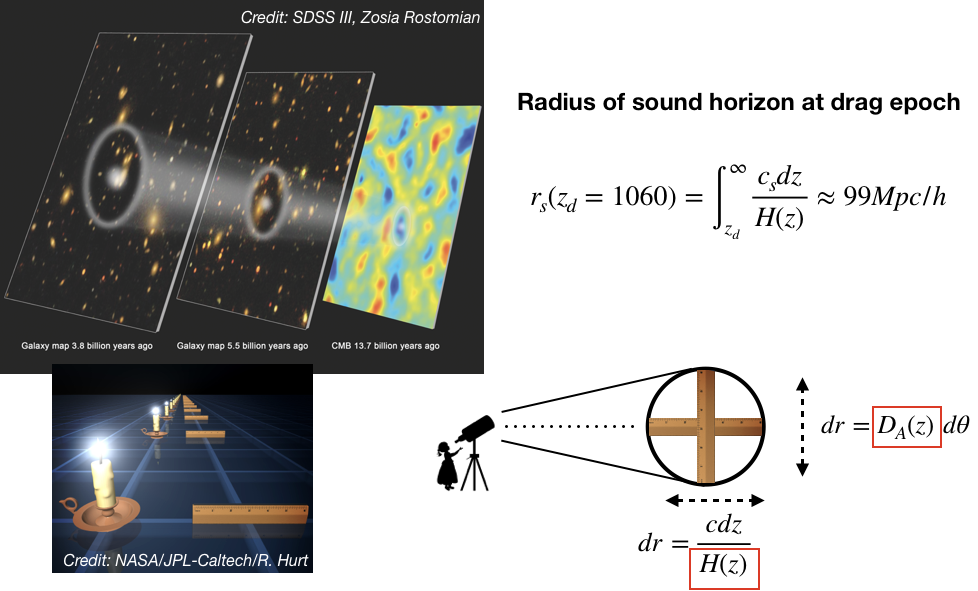 Credit: SDSS III, Zosia Rostomian
Galaxy map 3.8 billion years ago
Galaxy map 5.5 billion years ago
CMB 13.7 billion years ago
Radius of sound horizon at drag epoch
r_s(z_d = 1060) = ∫_{z_d}^{∞} c_s dz / H(z) ≈ 99Mpc/h
Credit: NASA/JPL-Caltech/R. Hurt
dr = D_A(z) dθ
dr = cdz / H(z)